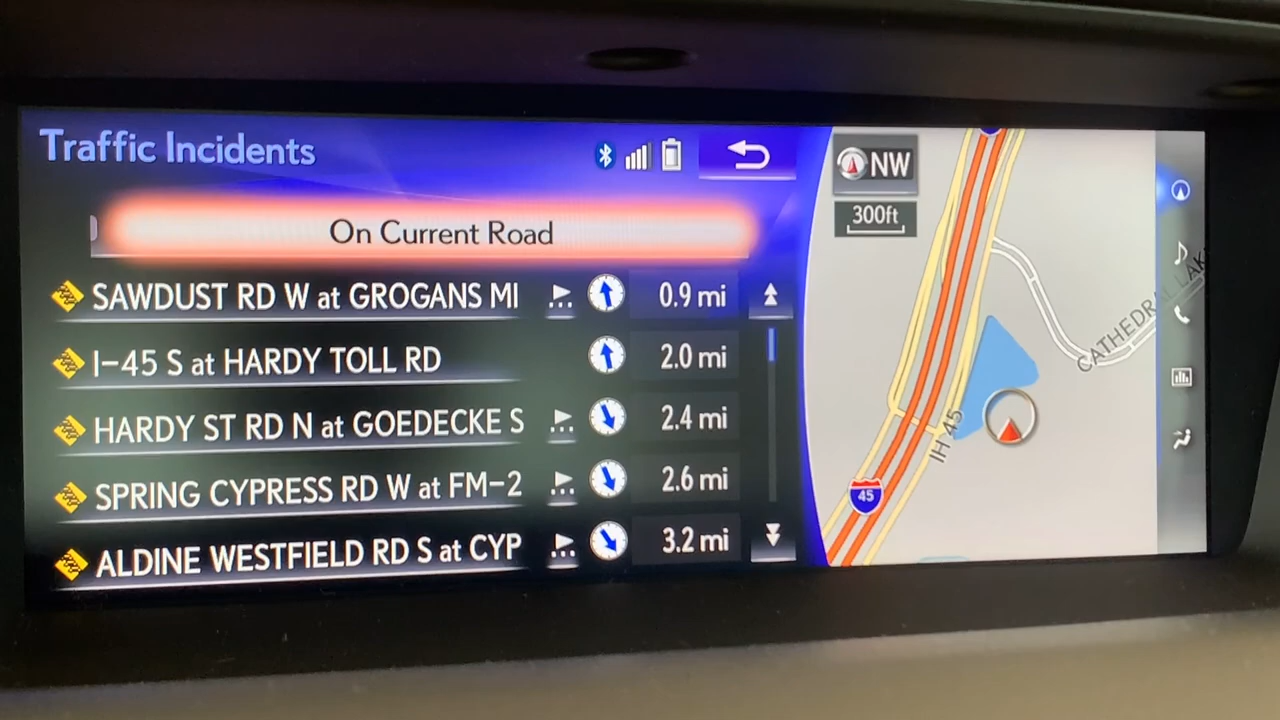 Traffic Incidents
On Current Road
SAWDUST RD W at GROGANS MI
0.9 mi
I-45 S at HARDY TOLL RD
2.0 mi
HARDY ST RD N at GOEDECKE S
2.4 mi
SPRING CYPRESS RD W at FM-2
2.6 mi
ALDINE WESTFIELD RD S at CYP
3.2 mi
NW
300ft
CATHEDRAL LAK
IH 45
45